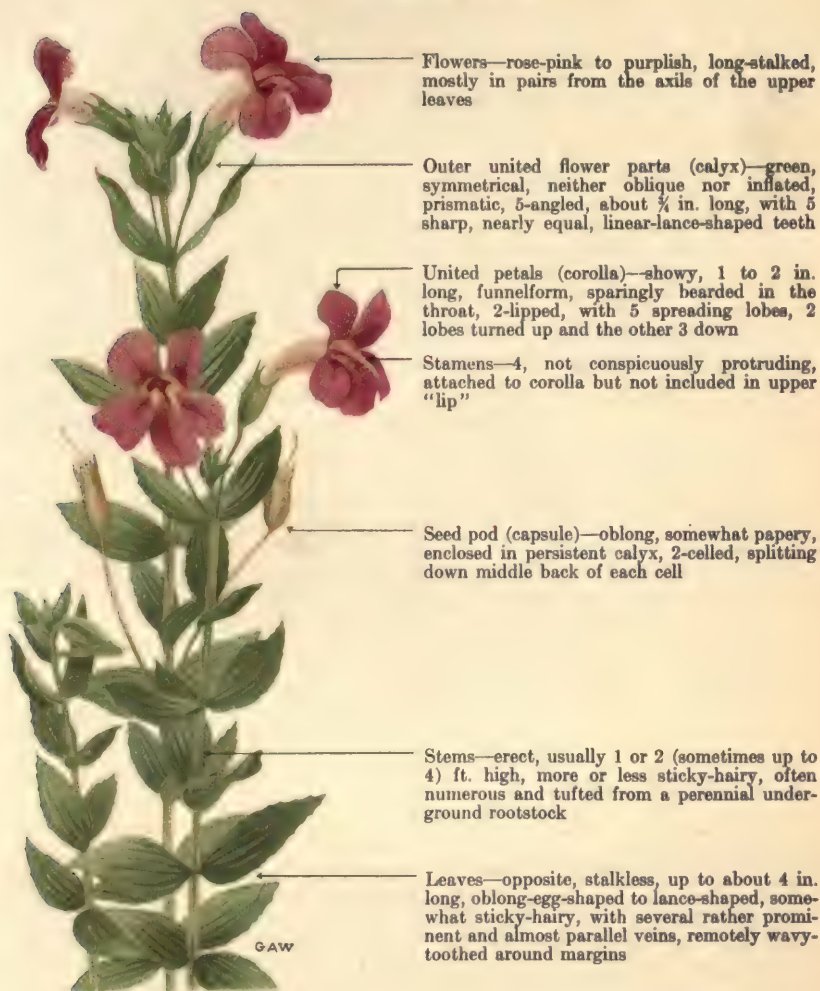 Flowers—rose-pink to purplish, long-stalked,
mostly in pairs from the axils of the upper
leaves
Outer united flower parts (calyx)—green,
symmetrical, neither oblique nor inflated,
prismatic, 5-angled, about ¾ in. long, with 5
sharp, nearly equal, linear-lance-shaped teeth
United petals (corolla)—showy, 1 to 2 in.
long, funnelform, sparingly bearded in the
throat, 2-lipped, with 5 spreading lobes, 2
lobes turned up and the other 3 down
Stamens—4, not conspicuously protruding,
attached to corolla but not included in upper
“lip”
Seed pod (capsule)—oblong, somewhat papery,
enclosed in persistent calyx, 2-celled, splitting
down middle back of each cell
Stems—erect, usually 1 or 2 (sometimes up to
4) ft. high, more or less sticky-hairy, often
numerous and tufted from a perennial under-
ground rootstock
Leaves—opposite, stalkless, up to about 4 in.
long, oblong-egg-shaped to lance-shaped, some-
what sticky-hairy, with several rather promi-
nent and almost parallel veins, remotely wavy-
toothed around margins
GAW